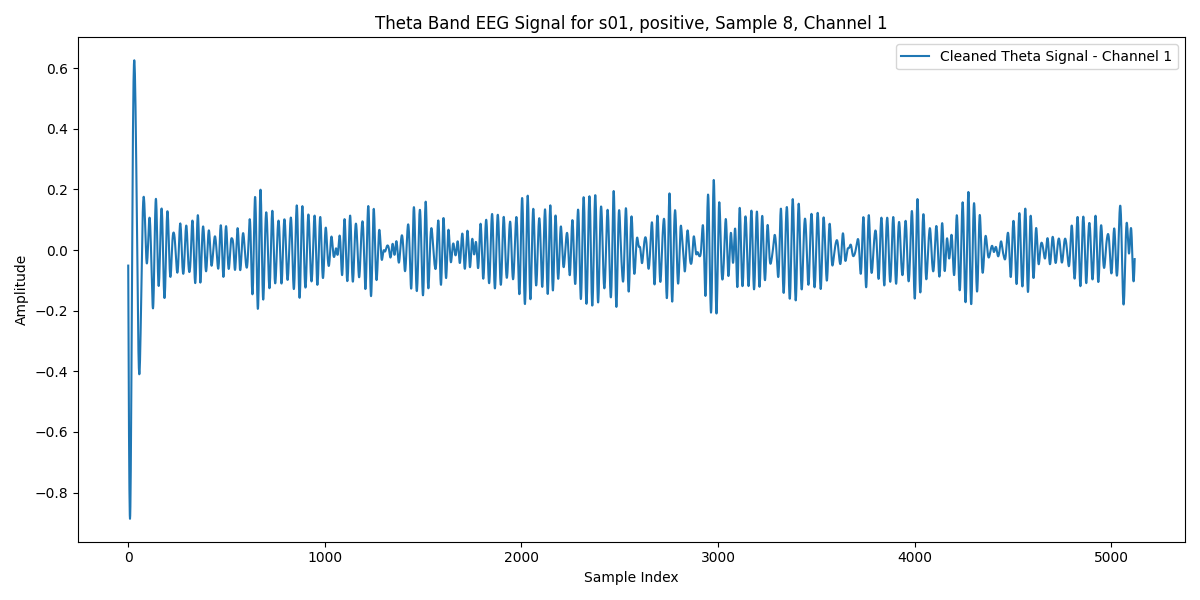 Theta Band EEG Signal for s01, positive, Sample 8, Channel 1
Cleaned Theta Signal - Channel 1
0.6
0.4
0.2
0.0
−0.2
−0.4
−0.6
−0.8
Amplitude
0 1000 2000 3000 4000 5000
Sample Index